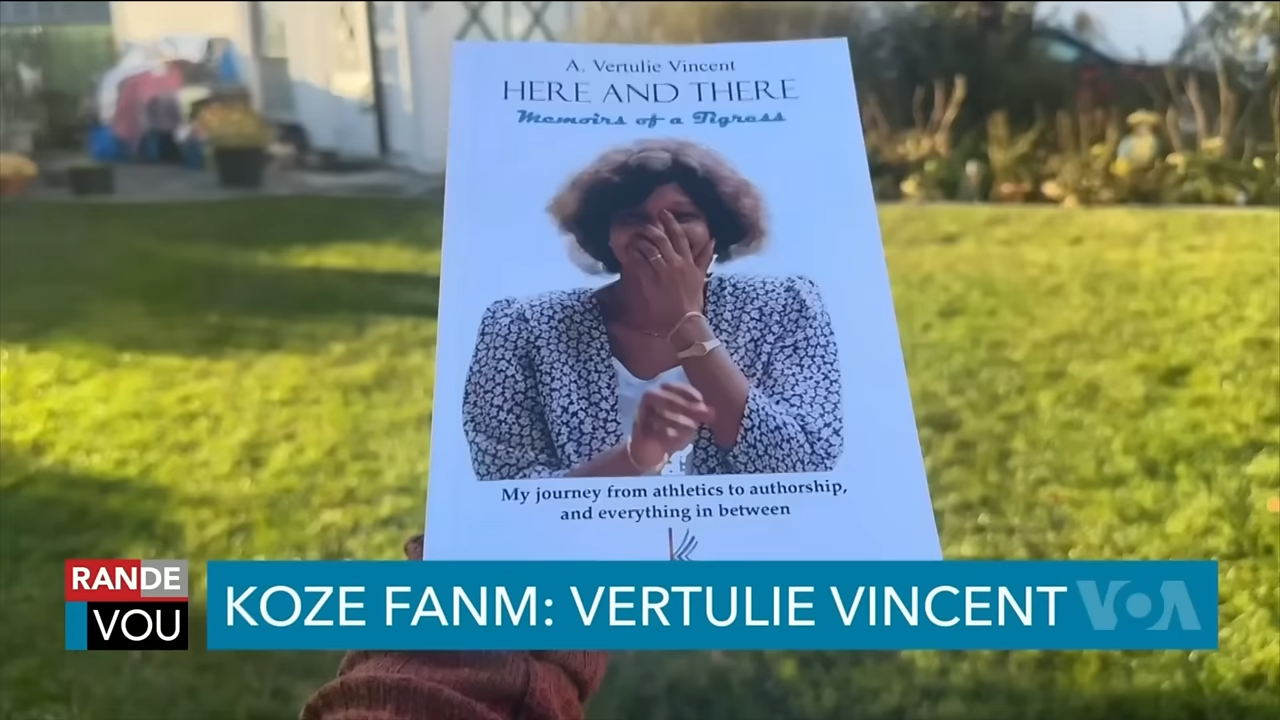 A. Vertulie Vincent
HERE AND THERE
Memoirs of a Tigress
My journey from athletics to authorship,
and everything in between
RANDE
VOU
KOZE FANM: VERTULIE VINCENT
VOA